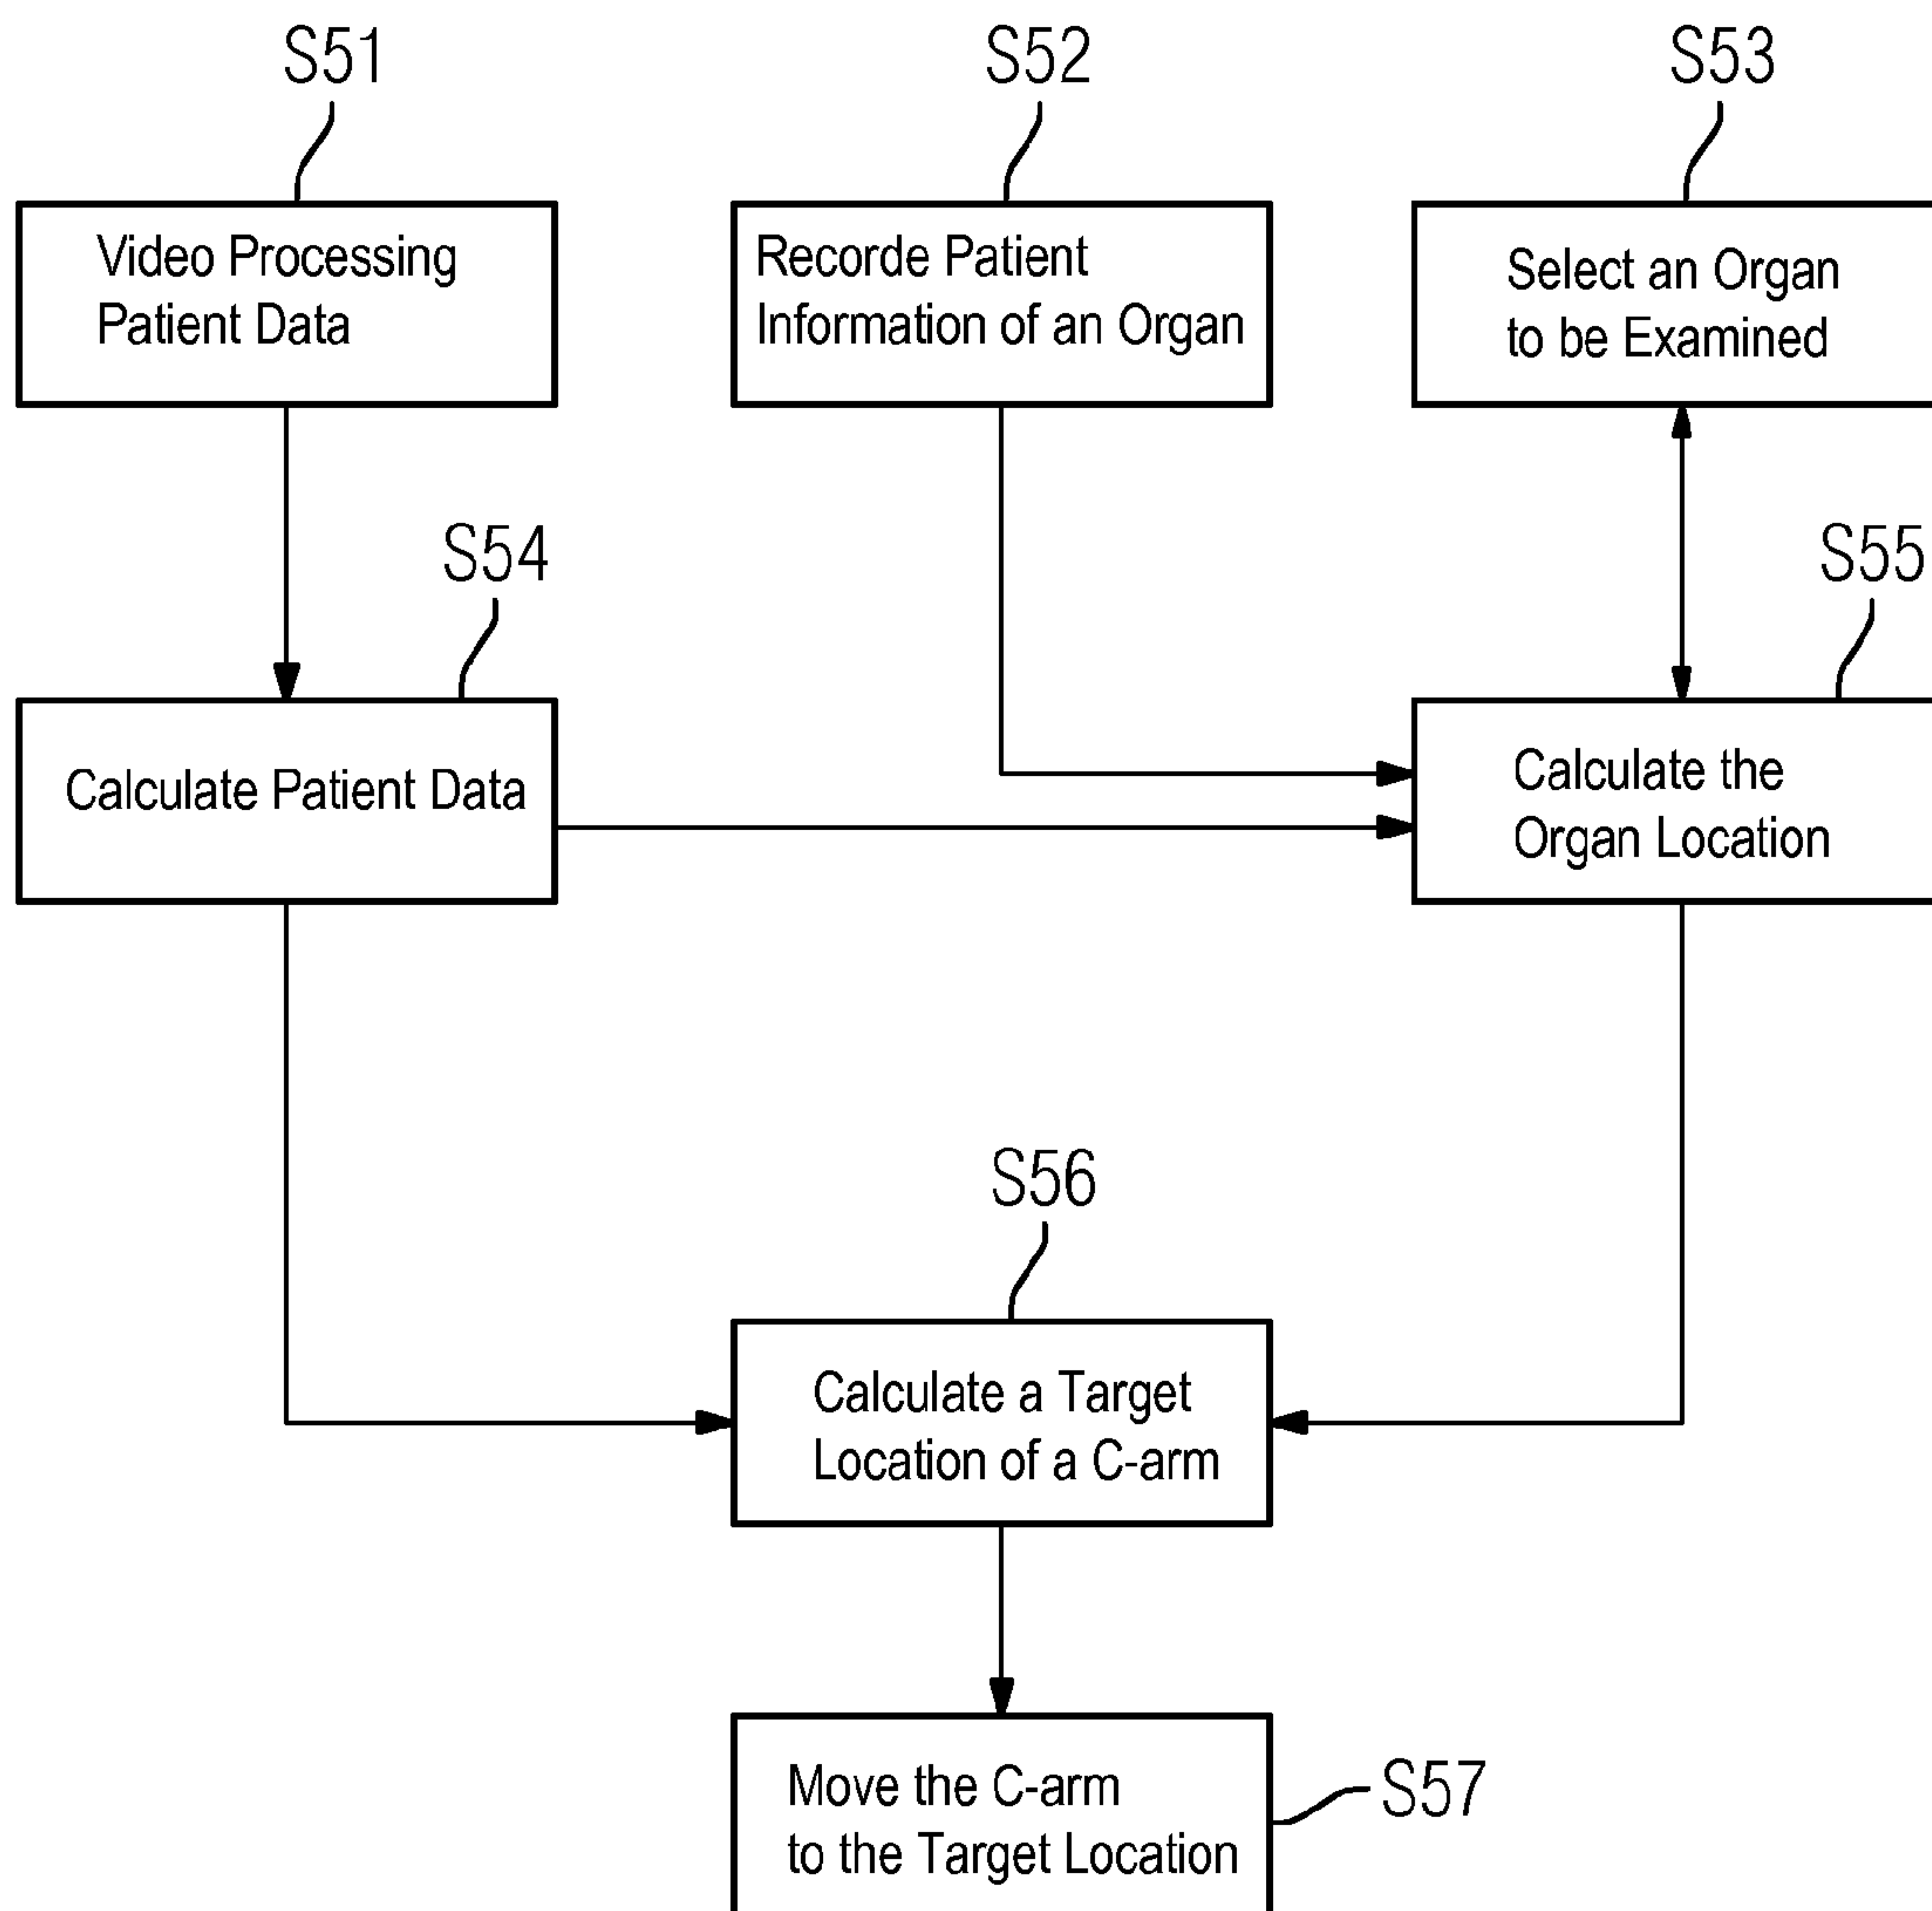 S51
S52
S53
Video Processing
Patient Data
Recorde Patient
Information of an Organ
Select an Organ
to be Examined
S54
S55
Calculate Patient Data
Calculate the
Organ Location
S56
Calculate a Target
Location of a C-arm
Move the C-arm
to the Target Location
S57